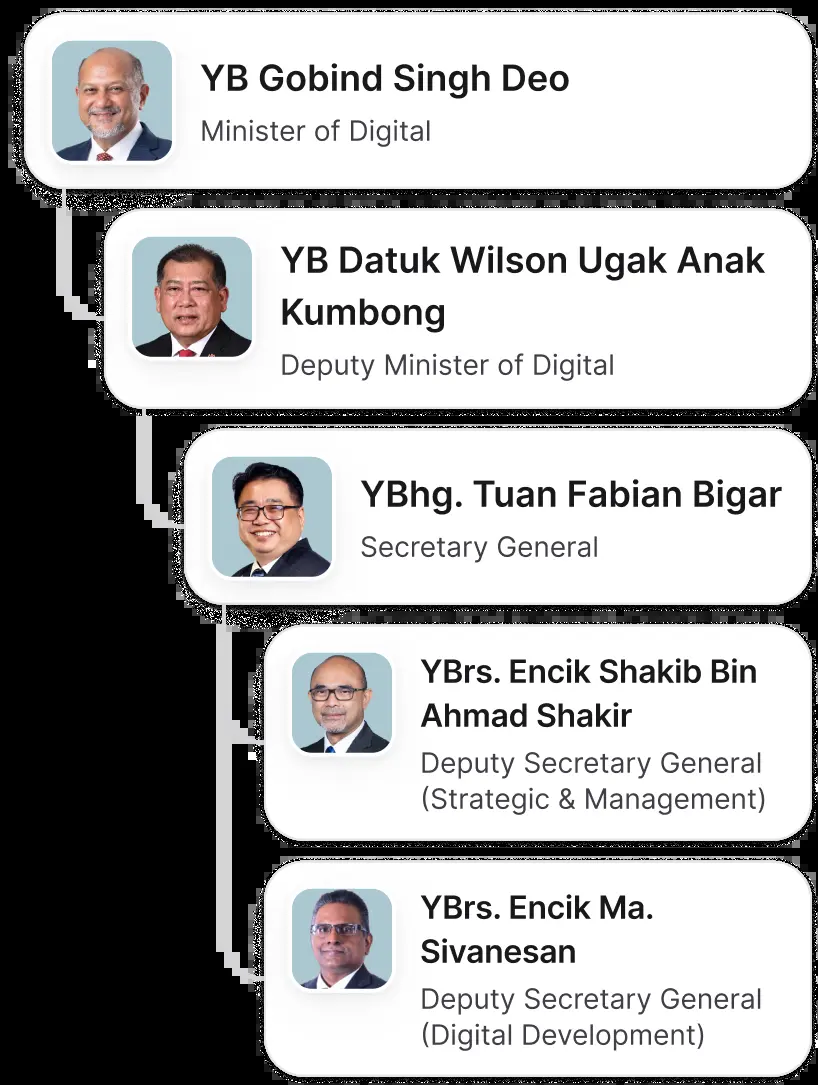 YB Gobind Singh Deo
Minister of Digital
YB Datuk Wilson Ugak Anak
Kumbong
Deputy Minister of Digital
YBhg. Tuan Fabian Bigar
Secretary General
YBrs. Encik Shakib Bin
Ahmad Shakir
Deputy Secretary General
(Strategic & Management)
YBrs. Encik Ma.
Sivanesan
Deputy Secretary General
(Digital Development)